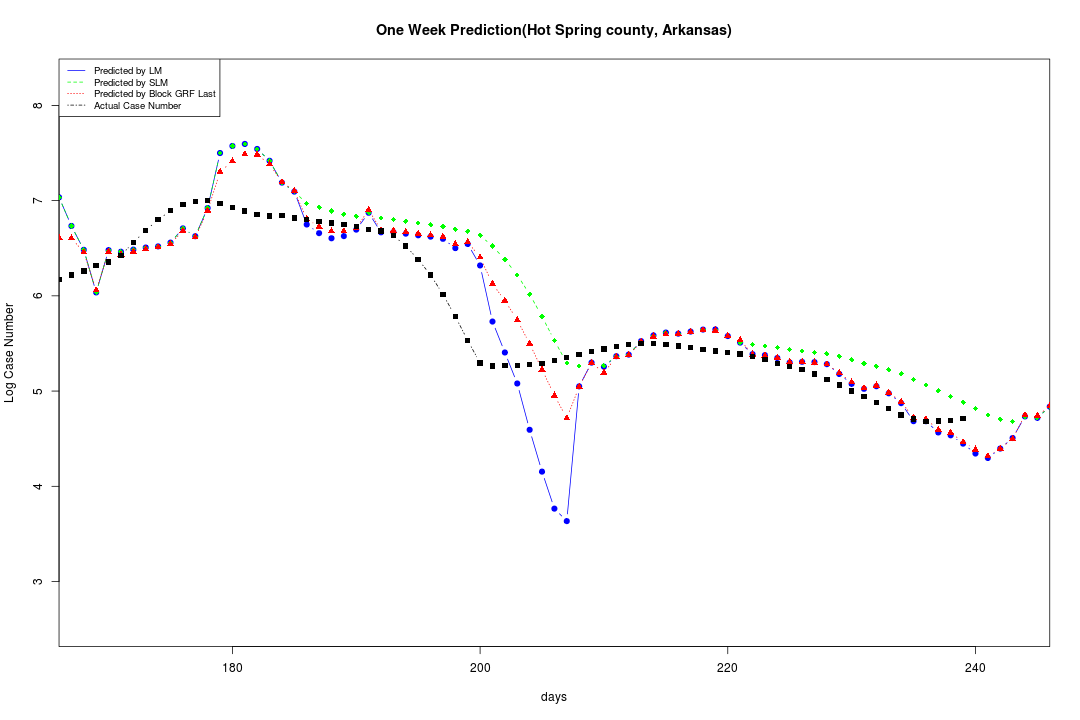 One Week Prediction(Hot Spring county, Arkansas)
Predicted by LM
Predicted by SLM
Predicted by Block GRF Last
Actual Case Number
8
7
6
5
4
3
Log Case Number
180 200 220 240
days